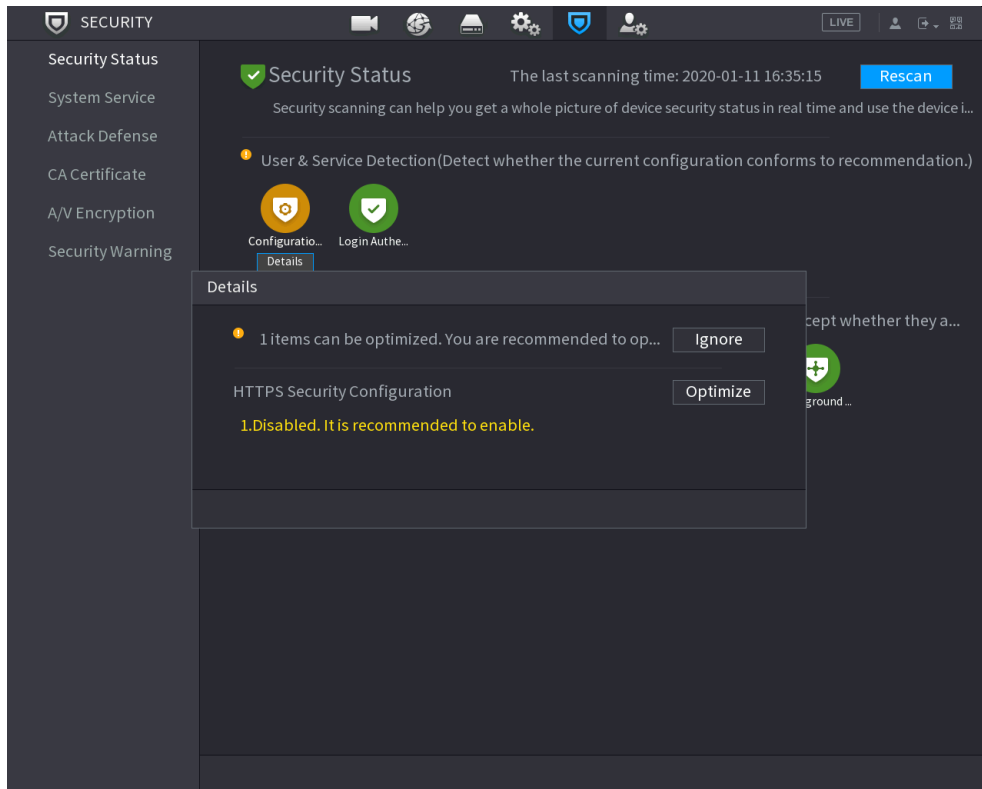 SECURITY
LIVE
Security Status
System Service
Attack Defense
CA Certificate
A/V Encryption
Security Warning
Security Status
The last scanning time: 2020-01-11 16:35:15
Rescan
Security scanning can help you get a whole picture of device security status in real time and use the device i...
User & Service Detection(Detect whether the current configuration conforms to recommendation.)
Configuratio...
Login Authe...
Details
Details
1 items can be optimized. You are recommended to op...
Ignore
HTTPS Security Configuration
Optimize
1.Disabled. It is recommended to enable.
cept whether they a...
ground ...